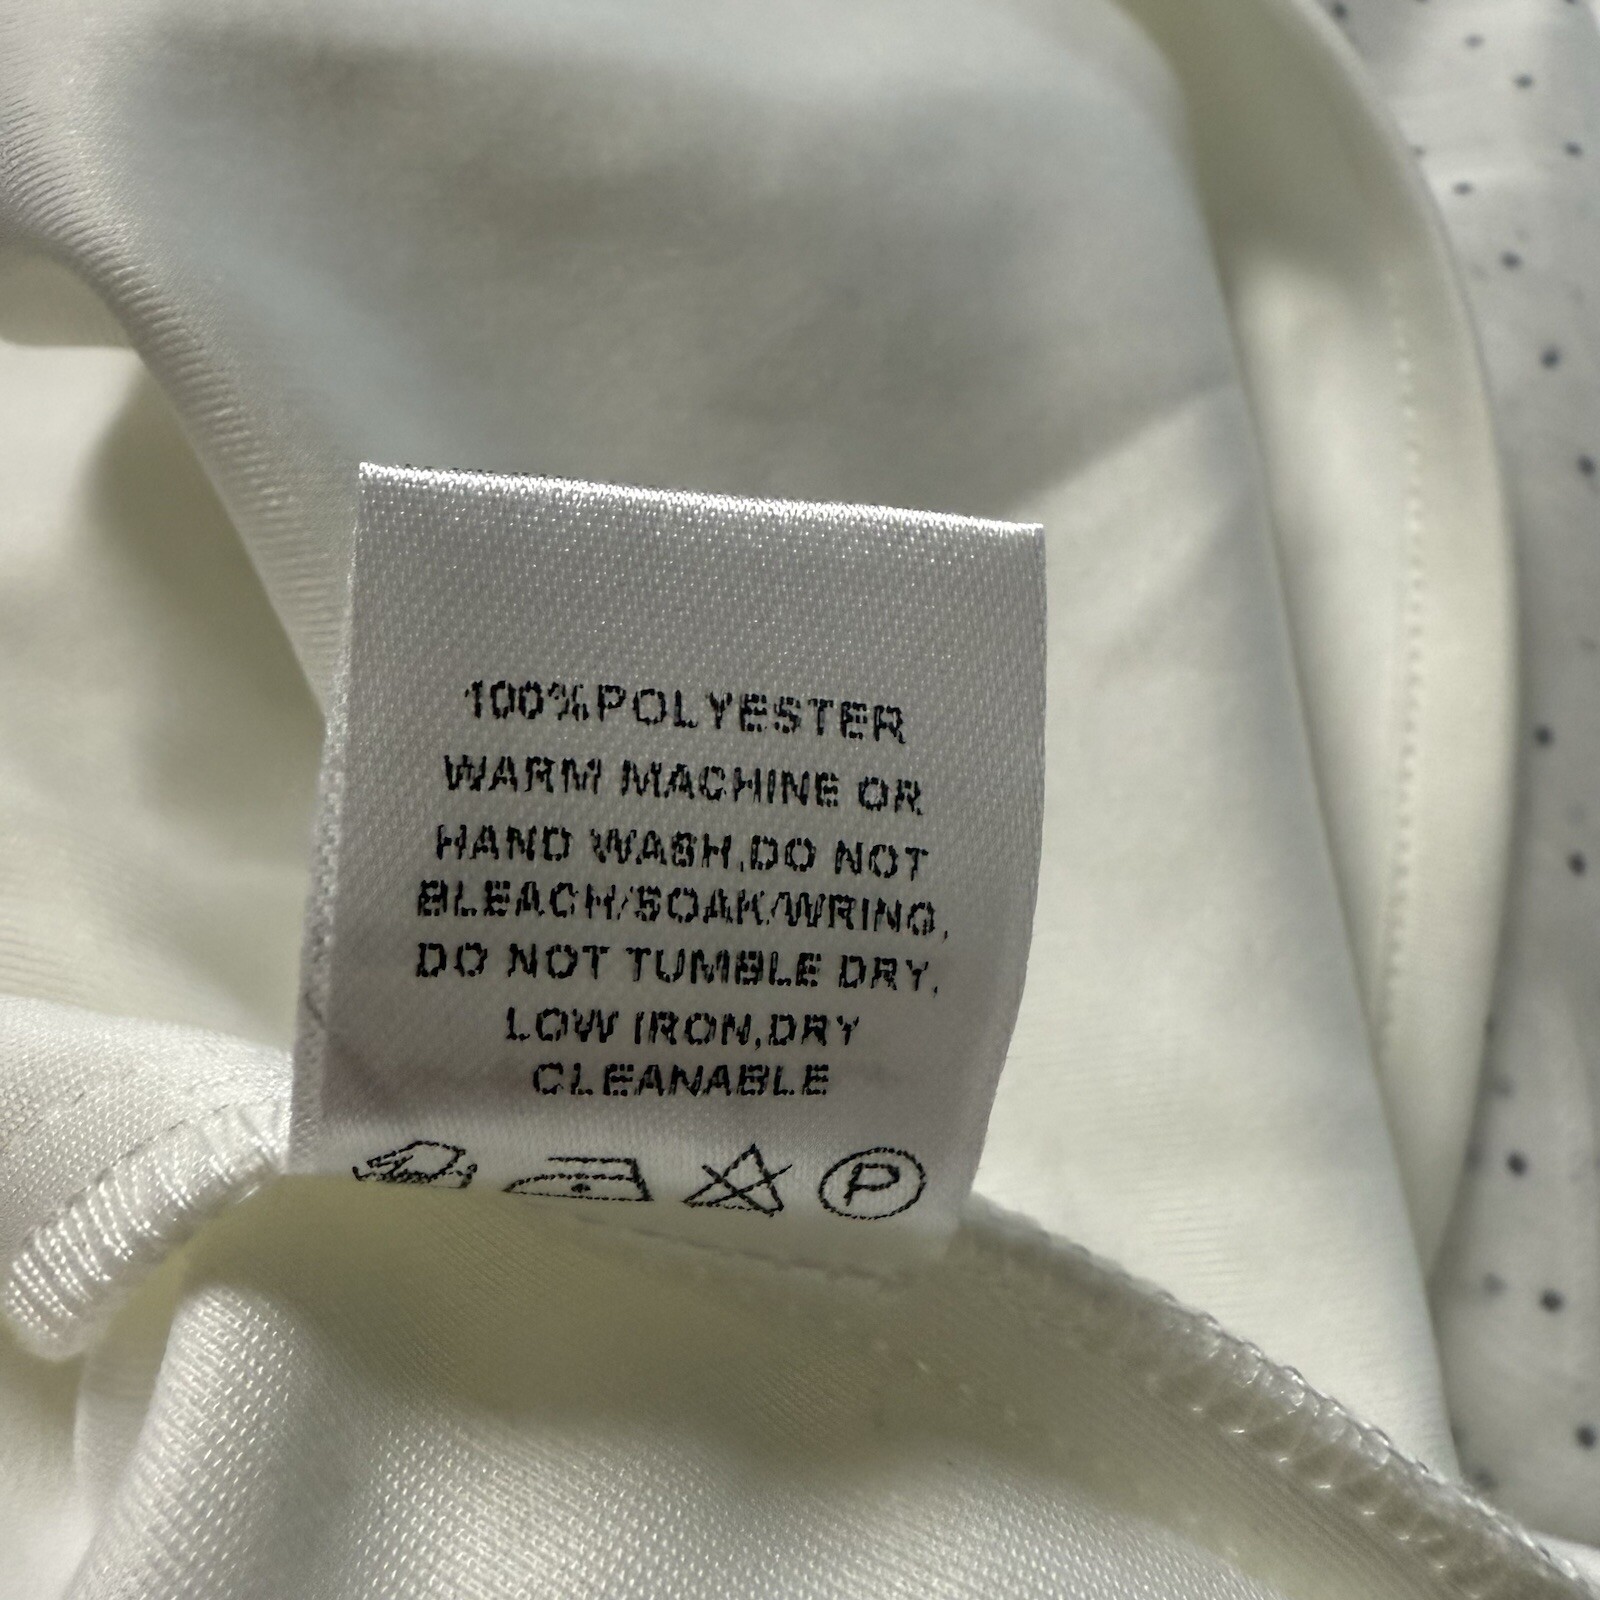 100%POLYESTER
WARM MACHINE OR
HAND WASH,DO NOT
BLEACH/SOAK/WRING,
DO NOT TUMBLE DRY,
LOW IRON,DRY
CLEANABLE
P